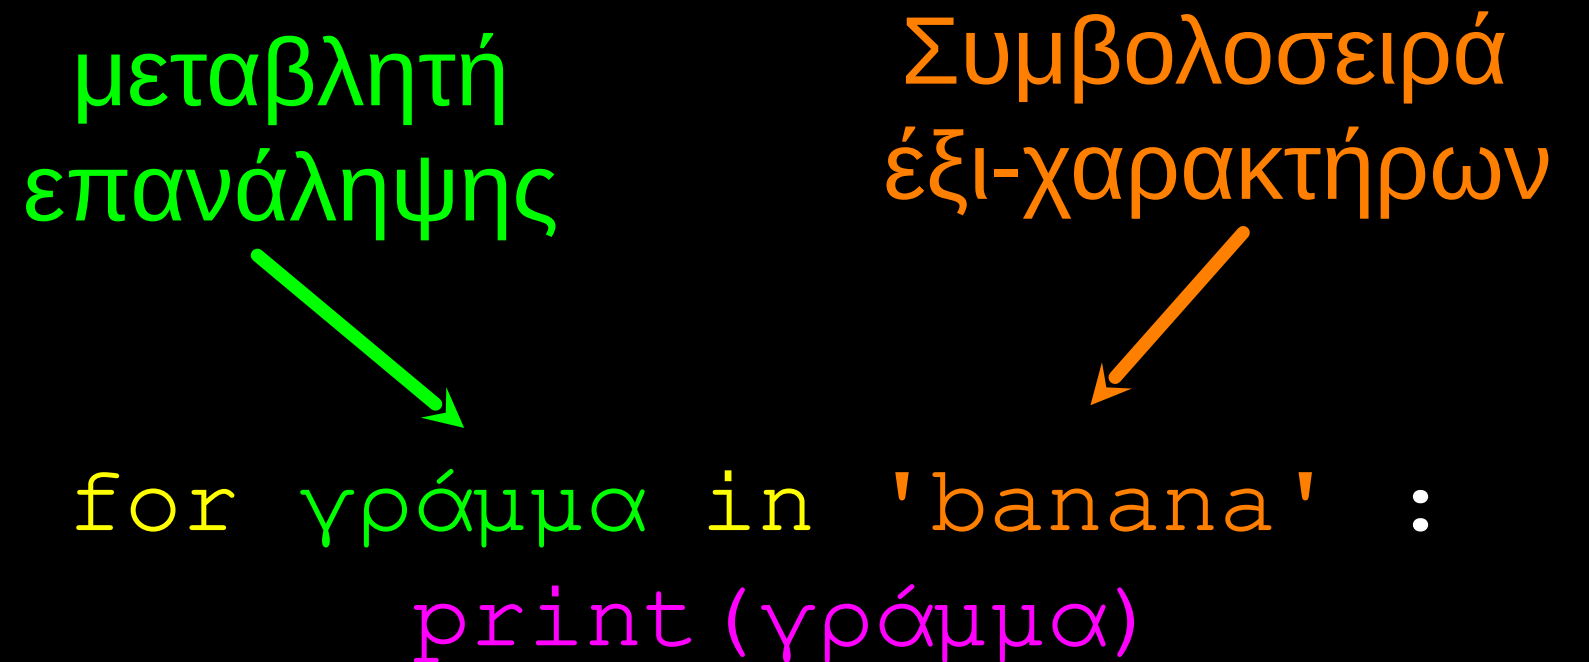 μεταβλητή
επανάληψης
Συμβολοσειρά
έξι-χαρακτήρων
for γράμμα in 'banana' :
print(γράμμα)